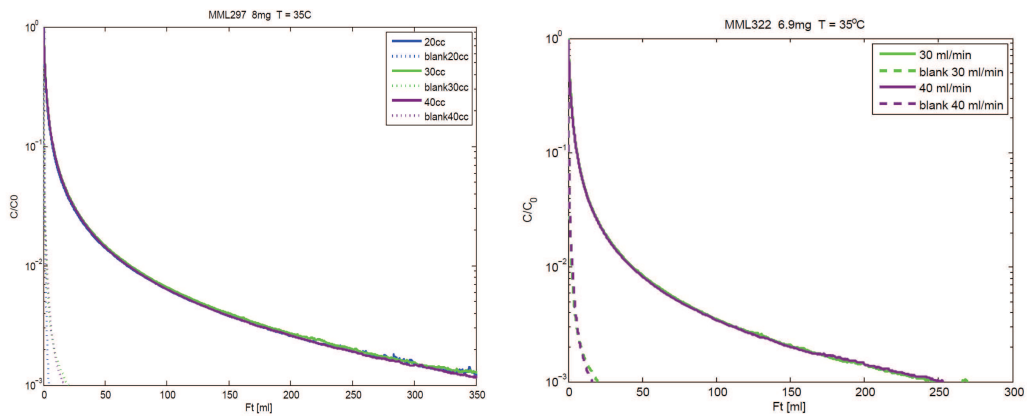 MML297 8mg T = 35C
C/C0
10^0
10^-1
10^-2
10^-3
0 50 100 150 200 250 300 350
Ft [ml]
20cc
blank20cc
30cc
blank30cc
40cc
blank40cc
MML322 6.9mg T = 35°C
C/C₀
10^0
10^-1
10^-2
10^-3
0 50 100 150 200 250 300
Ft [ml]
30 ml/min
blank 30 ml/min
40 ml/min
blank 40 ml/min